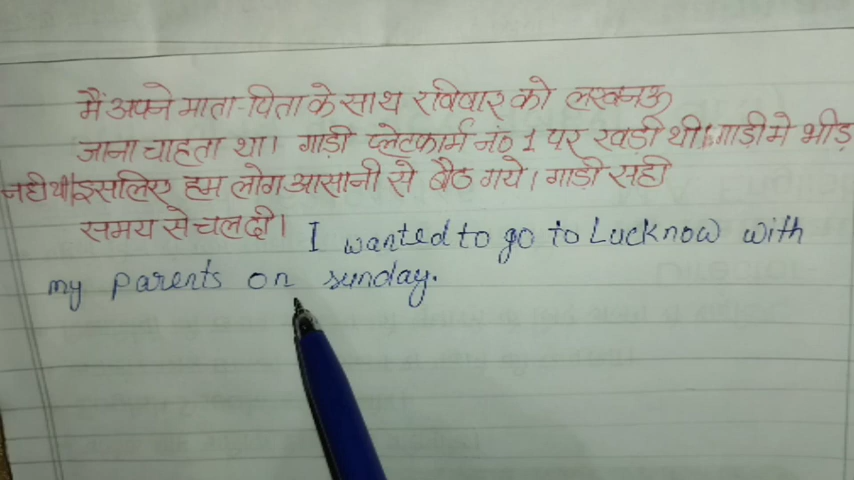 मैं अपने माता-पिता के साथ रविवार को लखनऊ
जाना चाहता था। गाड़ी प्लेटफार्म नं० 1 पर खड़ी थी। गाड़ी मे भीड़
नही थी। इसलिए हम लोग आसानी से बैठ गये। गाड़ी सही
समय से चल दी। I wanted to go to Lucknow with
my parents on sunday.